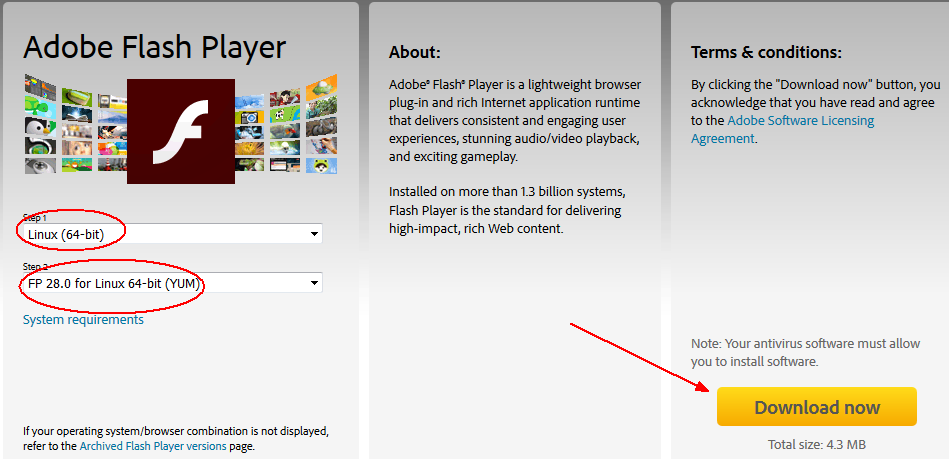 Adobe Flash Player
Step 1
Linux (64-bit)
Step 2
FP 28.0 for Linux 64-bit (YUM)
System requirements
If your operating system/browser combination is not displayed,
refer to the Archived Flash Player versions page.
About:
Adobe® Flash® Player is a lightweight browser
plug-in and rich Internet application runtime
that delivers consistent and engaging user
experiences, stunning audio/video playback,
and exciting gameplay.
Installed on more than 1.3 billion systems,
Flash Player is the standard for delivering
high-impact, rich Web content.
Terms & conditions:
By clicking the "Download now" button, you
acknowledge that you have read and agree
to the Adobe Software Licensing
Agreement.
Note: Your antivirus software must allow
you to install software.
Download now
Total size: 4.3 MB